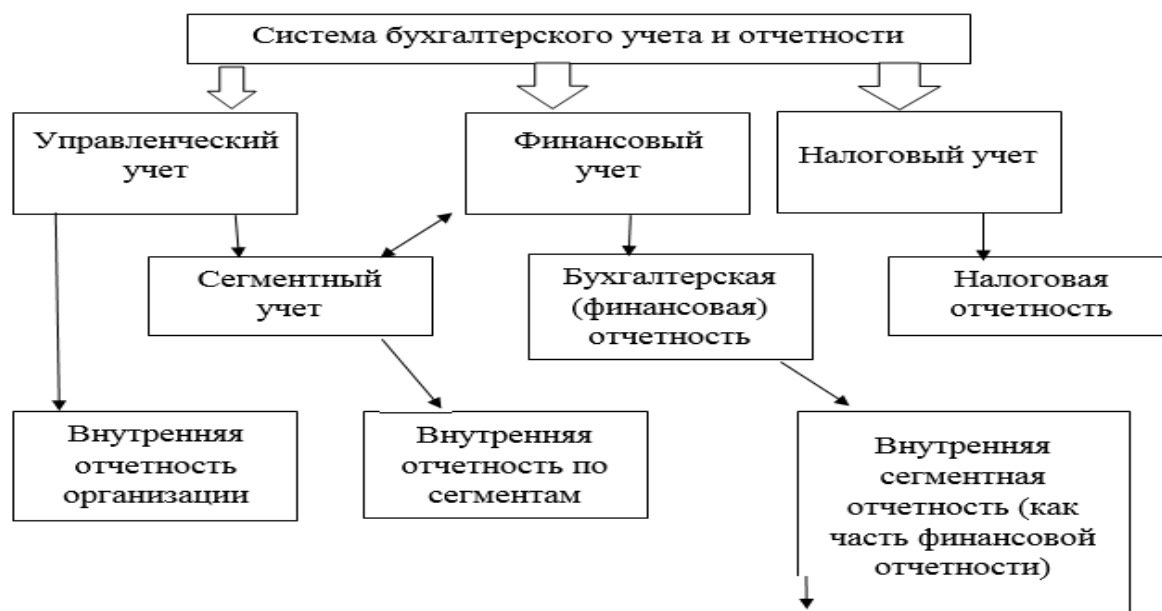 Система бухгалтерского учета и отчетности
Управленческий
учет
Финансовый
учет
Налоговый учет
Сегментный
учет
Бухгалтерская
(финансовая)
отчетность
Налоговая
отчетность
Внутренняя
отчетность
организации
Внутренняя
отчетность по
сегментам
Внутренняя
сегментная
отчетность (как
часть финансовой
отчетности)